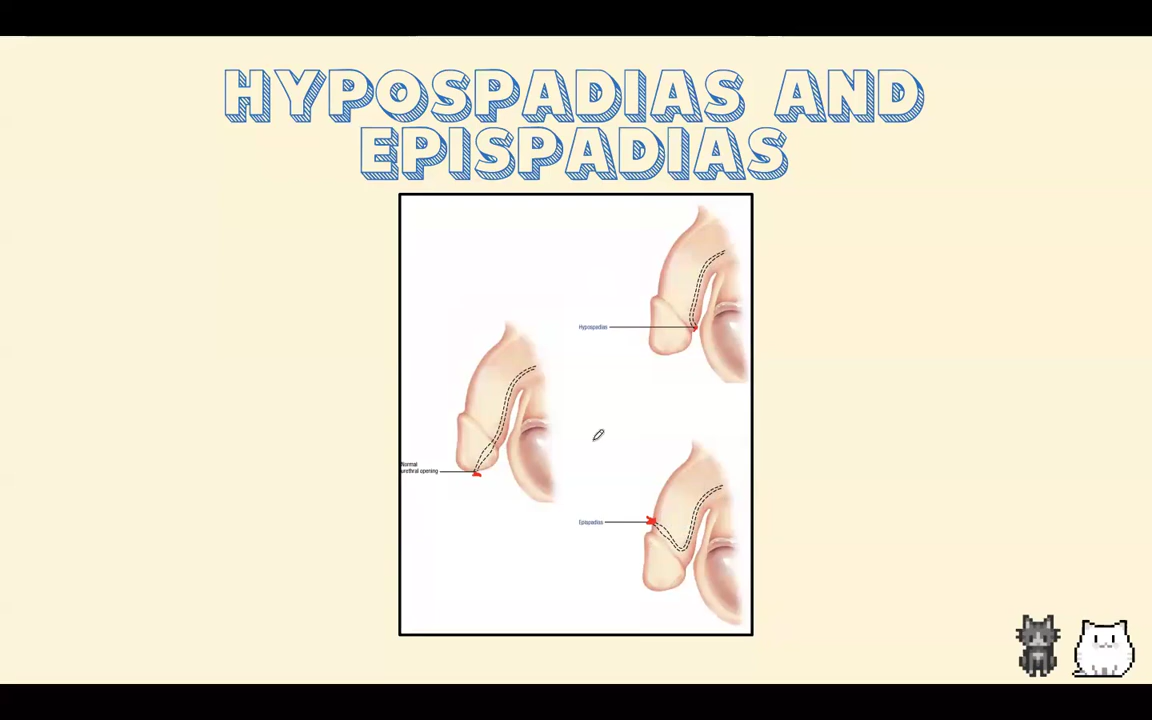 HYPOSPADIAS AND
EPISPADIAS
Hypospadias
Normal
urethral opening
Epispadias